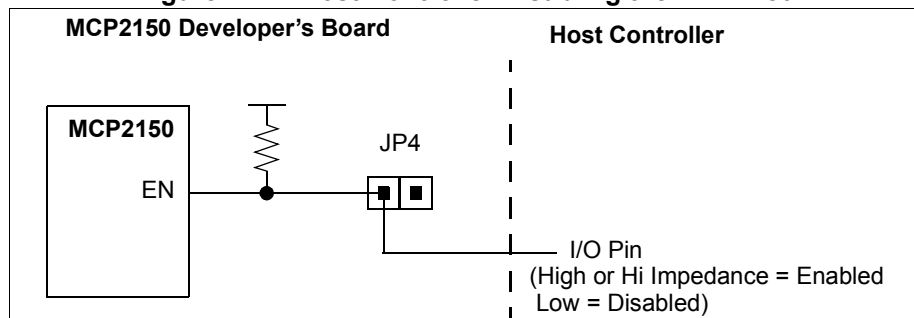 MCP2150 Developer's Board
Host Controller
MCP2150
JP4
EN
I/O Pin
(High or Hi Impedance = Enabled
Low = Disabled)